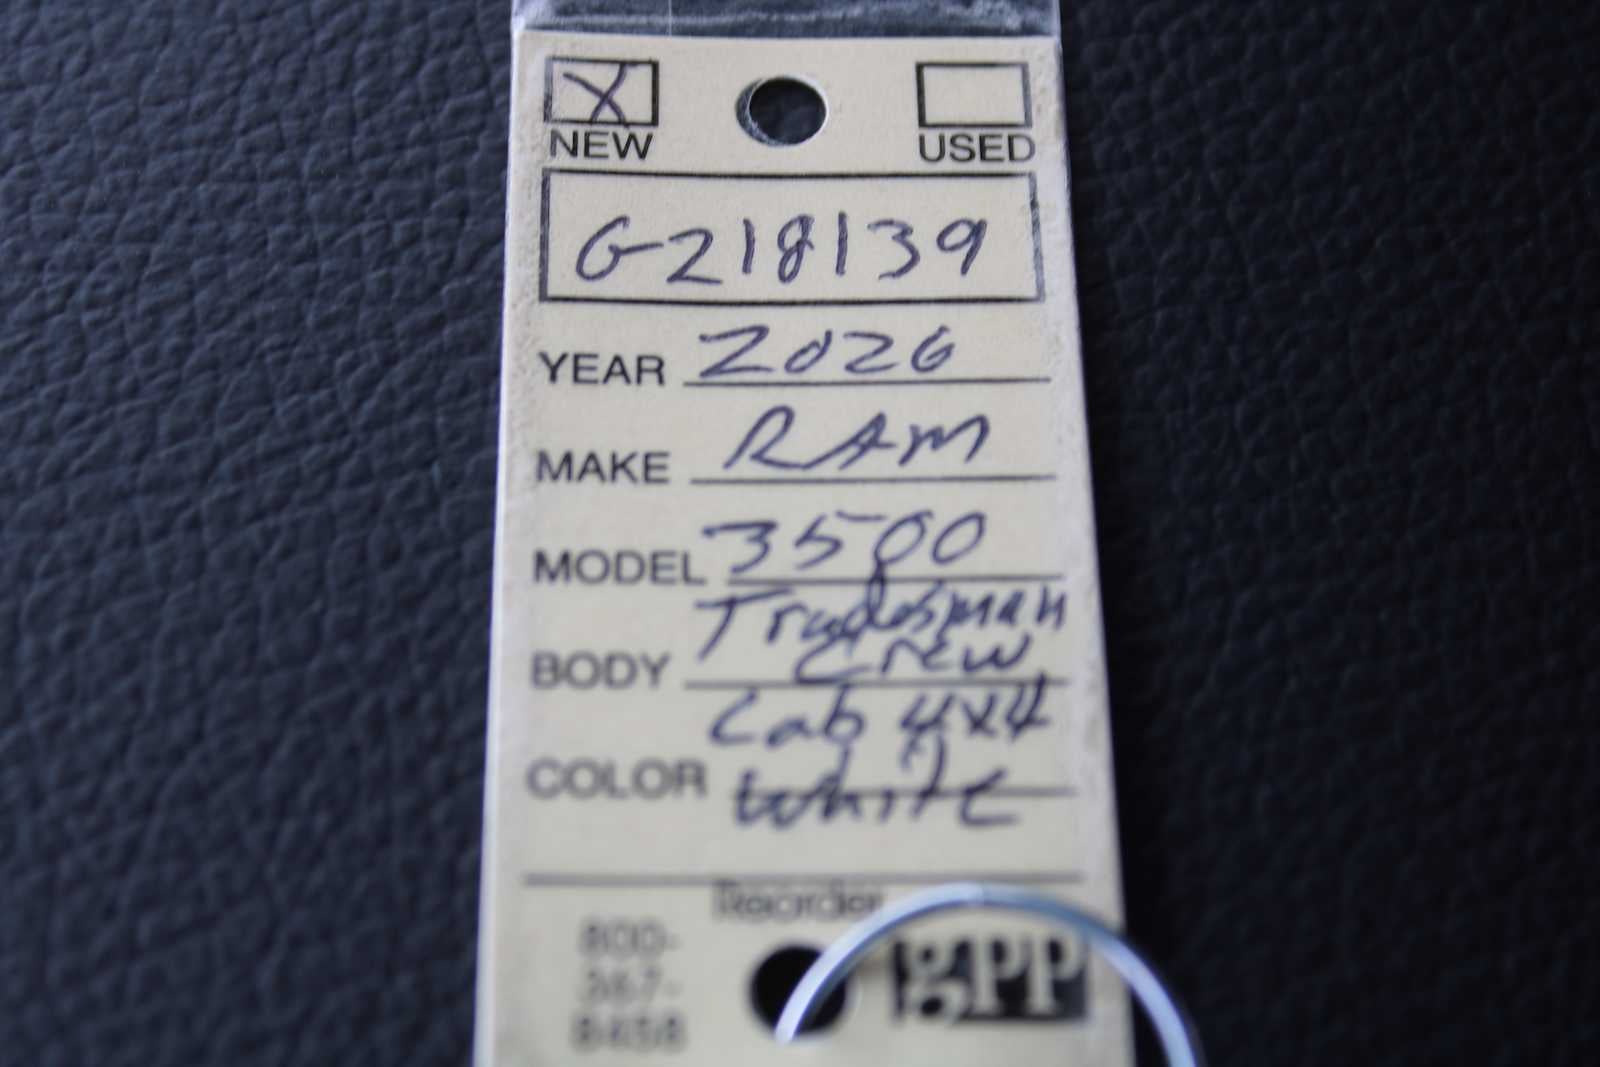 X
NEW USED
G218139
YEAR 2026
MAKE RAM
MODEL 3500
BODY Tradesman
Crew
Cab 4x4
COLOR White
Reorder
800-
367-
8458
gpp